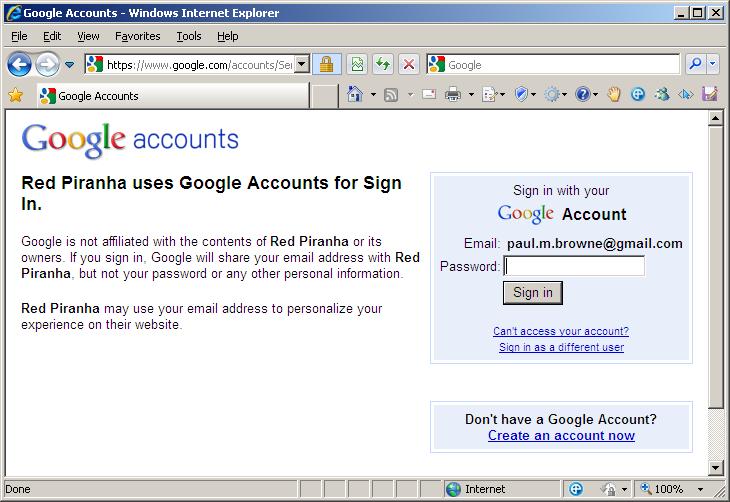 Google Accounts - Windows Internet Explorer
File Edit View Favorites Tools Help
https://www.google.com/accounts/Ser
Google
Google Accounts
Google accounts
Red Piranha uses Google Accounts for Sign
In.
Google is not affiliated with the contents of Red Piranha or its
owners. If you sign in, Google will share your email address with Red
Piranha, but not your password or any other personal information.
Red Piranha may use your email address to personalize your
experience on their website.
Sign in with your
Google Account
Email: paul.m.browne@gmail.com
Password:
Sign in
Can't access your account?
Sign in as a different user
Don't have a Google Account?
Create an account now
Done
Internet
100%